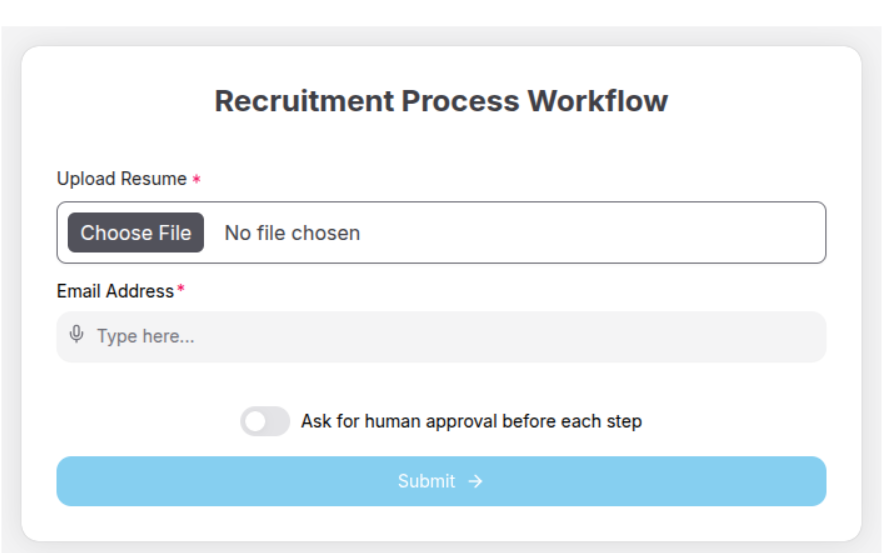 Recruitment Process Workflow
Upload Resume *
Choose File No file chosen
Email Address*
Type here...
Ask for human approval before each step
Submit →